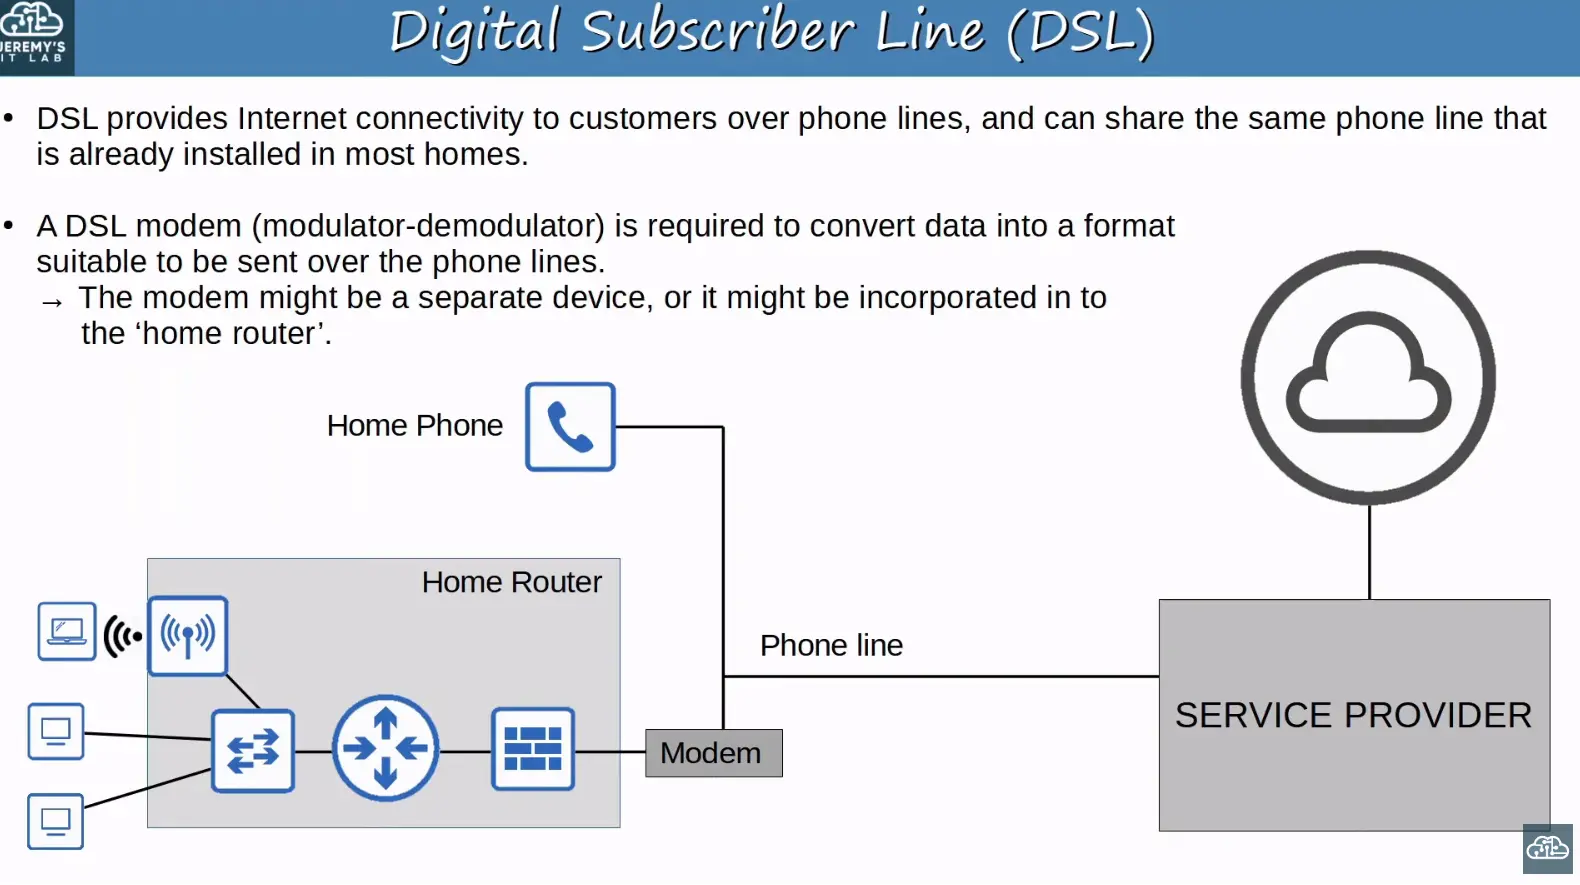 JEREMY'S
IT LAB
Digital Subscriber Line (DSL)
• DSL provides Internet connectivity to customers over phone lines, and can share the same phone line that
is already installed in most homes.
• A DSL modem (modulator-demodulator) is required to convert data into a format
suitable to be sent over the phone lines.
→ The modem might be a separate device, or it might be incorporated in to
the ‘home router’.
Home Phone
Home Router
Phone line
SERVICE PROVIDER
Modem